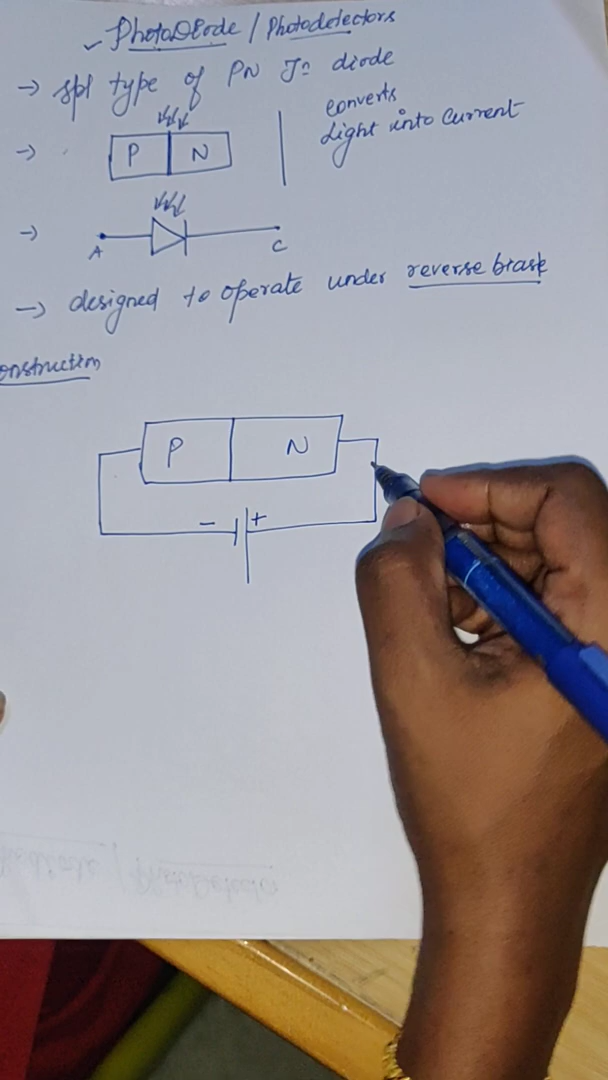 ✓ PhotoDiode / Photodetectors
→ spl type of PN Jn diode
→ P N
converts
Light into current
→ A C
→ designed to operate under reverse biask
onstruction
P N
- +